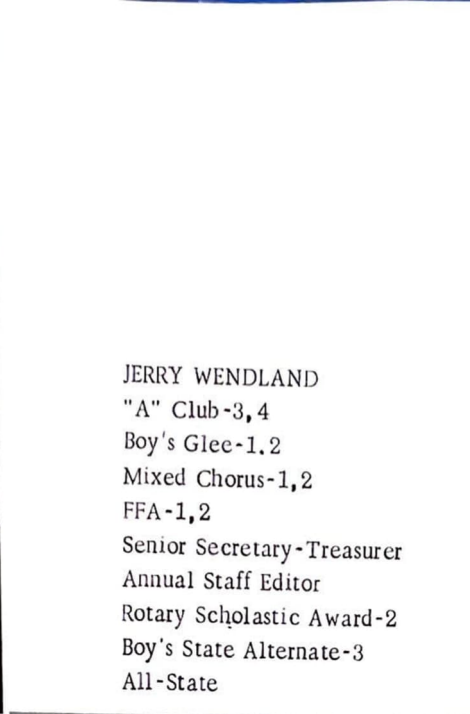 JERRY WENDLAND
"A" Club-3,4
Boy's Glee-1.2
Mixed Chorus-1,2
FFA-1,2
Senior Secretary-Treasurer
Annual Staff Editor
Rotary Scholastic Award-2
Boy's State Alternate-3
All-State